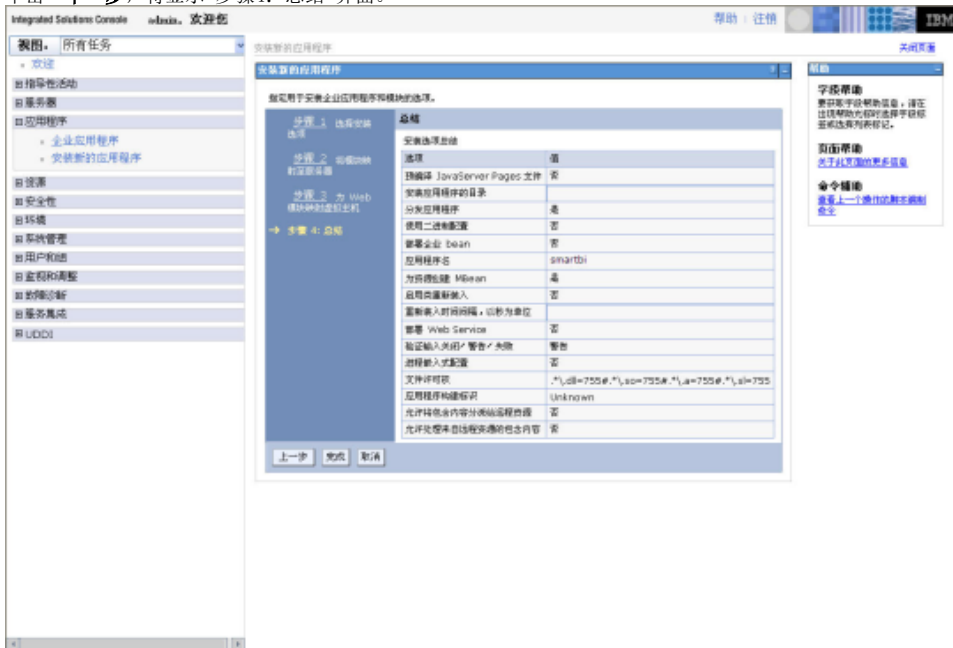 单击"下一步"，将显示"步骤4: 总结"界面。
Integrated Solutions Console admin，欢迎您
帮助 | 注销
IBM
视图： 所有任务
欢迎
指导性活动
服务器
应用程序
企业应用程序
安装新的应用程序
资源
安全性
环境
系统管理
用户和组
监视和调整
故障诊断
服务集成
UDDI
安装新的应用程序
关闭页面
安装新的应用程序
指定用于安装企业应用程序和模块的选项。
步骤 1 选择安装
选项
步骤 2 将模块映
射至服务器
步骤 3 为 Web
模块映射虚拟主机
→ 步骤 4: 总结
总结
安装选项总结
选项 值
预编译 JavaServer Pages 文件 否
安装应用程序的目录
分发应用程序 是
使用二进制配置 否
部署企业 bean 否
应用程序名 smartbi
为资源创建 MBean 是
启用类重新装入 否
重新装入时间间隔，以秒为单位
部署 Web Service 否
验证输入关闭/警告/失败 警告
进程嵌入式配置 否
文件许可权 .*\.dll=755#.*\.so=755#.*\.a=755#.*\.sl=755
应用程序构建标识 Unknown
允许将包含内容分派给远程资源 否
允许处理来自远程资源的包含内容 否
上一步 完成 取消
帮助
字段帮助
要获取字段帮助信息，请在
出现帮助光标时选择字段标
签或选择列表标记。
页面帮助
关于此页面的更多信息
命令辅助
查看上一个操作的脚本编制
命令